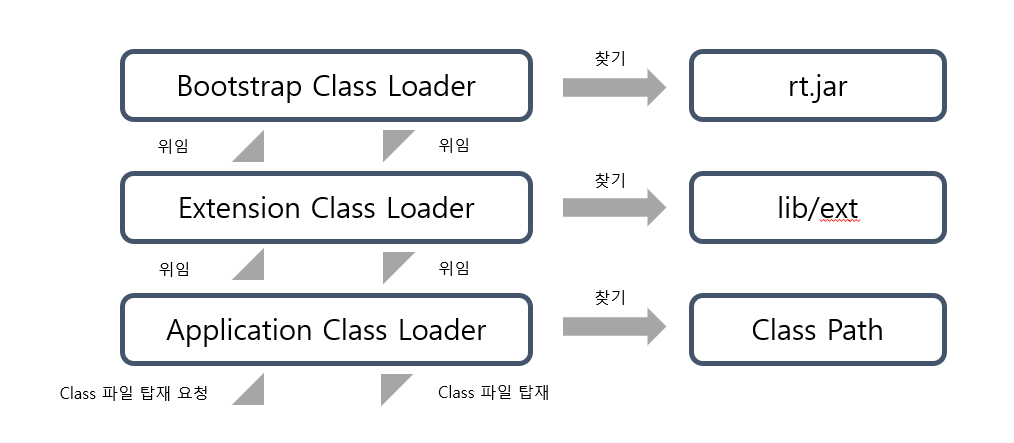 찾기
Bootstrap Class Loader
rt.jar
위임
위임
찾기
Extension Class Loader
lib/ext
위임
위임
찾기
Application Class Loader
Class Path
Class 파일 탑재 요청
Class 파일 탑재